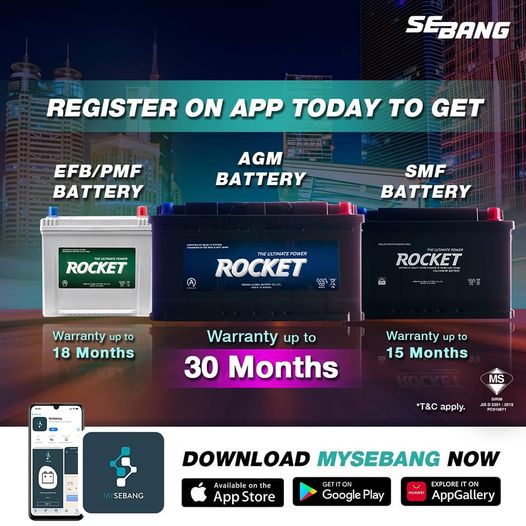 SEBANG
REGISTER ON APP TODAY TO GET
EFB/PMF
BATTERY
AGM
BATTERY
SMF
BATTERY
THE ULTIMATE POWER
ROCKET
THE ULTIMATE POWER
ROCKET
THE ULTIMATE POWER
ROCKET
Warranty up to
18 Months
Warranty up to
30 Months
Warranty up to
15 Months
MS
SIRIM
JIS D 5301 : 2019
*T&C apply.
MySebang
MYSEBANG
DOWNLOAD MYSEBANG NOW
Available on the
App Store
GET IT ON
Google Play
HUAWEI
EXPLORE IT ON
AppGallery